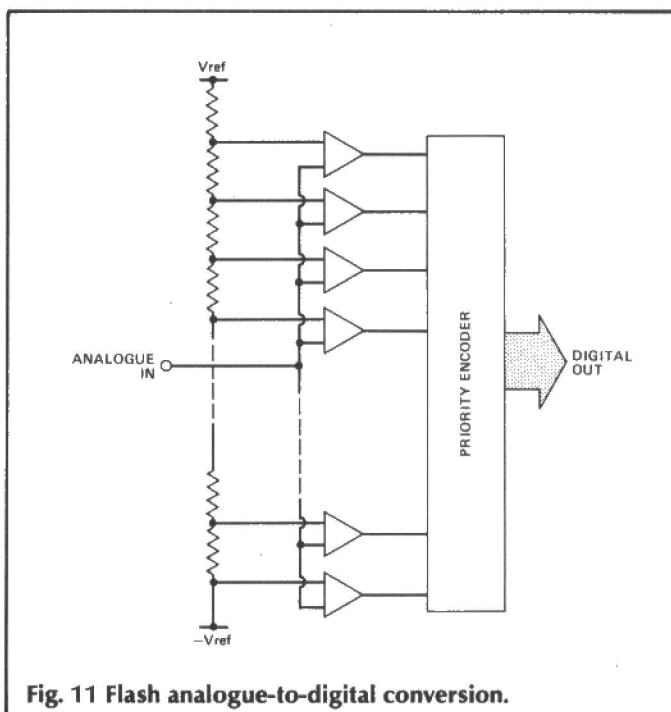 Vref
ANALOGUE
IN
PRIORITY ENCODER
DIGITAL
OUT
−Vref
Fig. 11 Flash analogue-to-digital conversion.